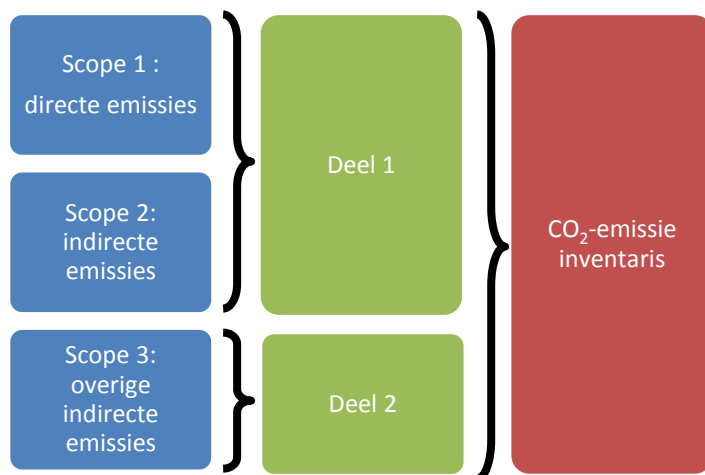 Scope 1 :
directe emissies
Scope 2:
indirecte
emissies
Scope 3:
overige
indirecte
emissies
Deel 1
Deel 2
CO₂-emissie
inventaris